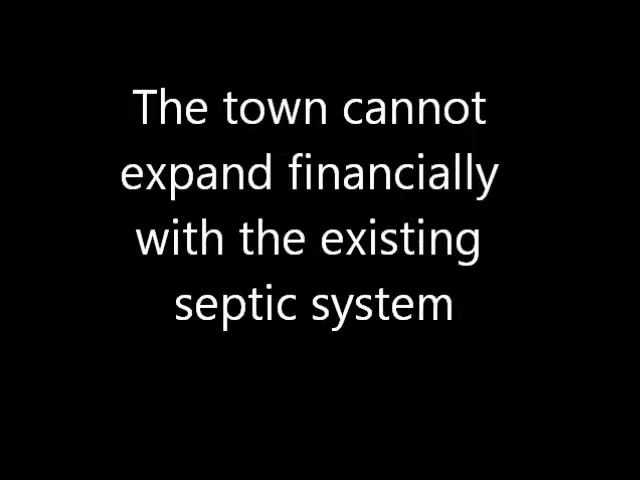 The town cannot
expand financially
with the existing
septic system